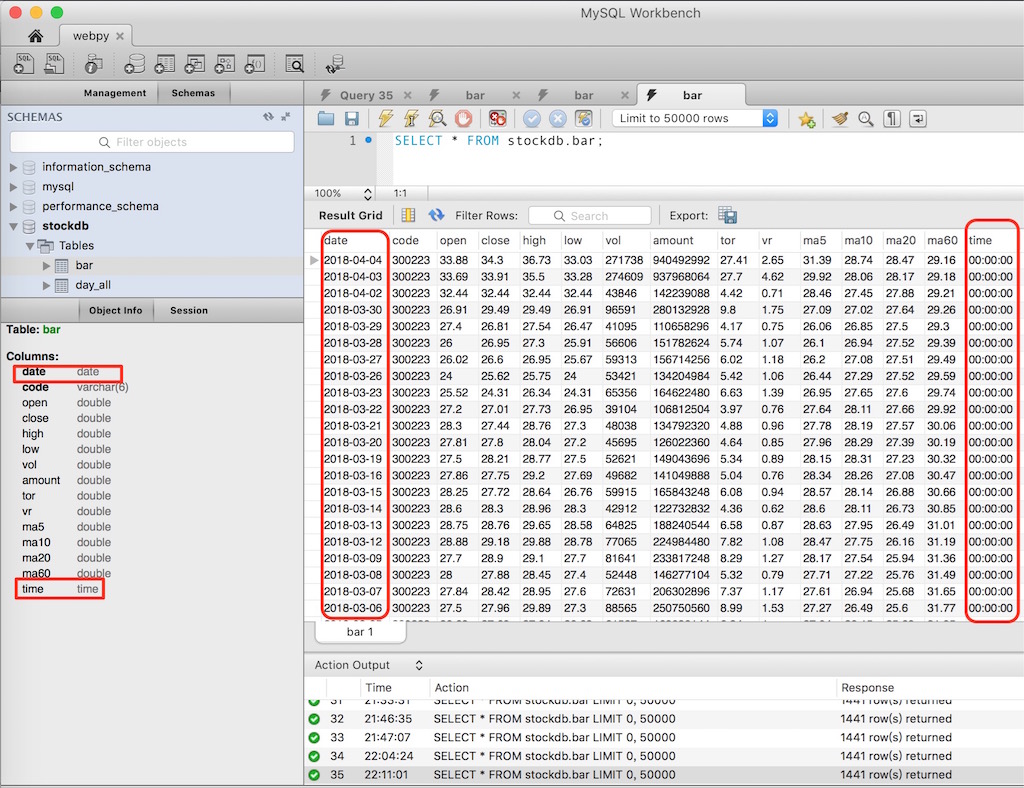 MySQL Workbench
webpy
Management Schemas
SCHEMAS
Filter objects
information_schema
mysql
performance_schema
stockdb
Tables
bar
day_all
Object Info Session
Table: bar
Columns:
date date
code varchar(6)
open double
close double
high double
low double
vol double
amount double
tor double
vr double
ma5 double
ma10 double
ma20 double
ma60 double
time time
Query 35 bar bar bar
Limit to 50000 rows
1 SELECT * FROM stockdb.bar;
100% 1:1
Result Grid Filter Rows: Search Export:
date code open close high low vol amount tor vr ma5 ma10 ma20 ma60 time
2018-04-04 300223 33.88 34.3 36.73 33.03 271738 940492992 27.41 2.65 31.39 28.74 28.47 29.16 00:00:00
2018-04-03 300223 33.69 33.91 35.5 33.28 274609 937968064 27.7 4.62 29.92 28.06 28.17 29.18 00:00:00
2018-04-02 300223 32.44 32.44 32.44 32.44 43846 142239088 4.42 0.71 28.46 27.45 27.88 29.21 00:00:00
2018-03-30 300223 26.91 29.49 29.49 26.91 96591 280132928 9.8 1.75 27.09 27.02 27.64 29.26 00:00:00
2018-03-29 300223 27.4 26.81 27.54 26.47 41095 110658296 4.17 0.75 26.06 26.85 27.5 29.3 00:00:00
2018-03-28 300223 26 26.95 27.3 25.91 56606 151782624 5.74 1.07 26.1 26.94 27.52 29.39 00:00:00
2018-03-27 300223 26.02 26.6 26.95 25.67 59313 156714256 6.02 1.18 26.2 27.08 27.51 29.49 00:00:00
2018-03-26 300223 24 25.62 25.75 24 53421 134204984 5.42 1.06 26.44 27.29 27.52 29.59 00:00:00
2018-03-23 300223 25.52 24.31 26.34 24.31 65356 164622480 6.63 1.39 26.95 27.65 27.6 29.74 00:00:00
2018-03-22 300223 27.2 27.01 27.73 26.95 39104 106812504 3.97 0.76 27.64 28.11 27.66 29.92 00:00:00
2018-03-21 300223 28.3 27.44 28.76 27.3 48038 134792320 4.88 0.96 27.78 28.19 27.57 30.06 00:00:00
2018-03-20 300223 27.81 27.8 28.04 27.2 45695 126022360 4.64 0.85 27.96 28.29 27.39 30.19 00:00:00
2018-03-19 300223 27.5 28.21 28.77 27.5 52621 149043696 5.34 0.89 28.15 28.31 27.23 30.32 00:00:00
2018-03-16 300223 27.86 27.75 29.2 27.69 49682 141049888 5.04 0.76 28.34 28.26 27.08 30.47 00:00:00
2018-03-15 300223 28.25 27.72 28.64 26.76 59915 165843248 6.08 0.94 28.57 28.14 26.88 30.66 00:00:00
2018-03-14 300223 28.6 28.3 28.96 28.3 42912 122732832 4.36 0.62 28.6 28.11 26.73 30.85 00:00:00
2018-03-13 300223 28.75 28.76 29.65 28.58 64825 188240544 6.58 0.87 28.63 27.95 26.49 31.01 00:00:00
2018-03-12 300223 28.88 29.18 29.88 28.78 77065 224984480 7.82 1.08 28.47 27.75 26.16 31.19 00:00:00
2018-03-09 300223 27.7 28.9 29.1 27.7 81641 233817248 8.29 1.27 28.17 27.54 25.94 31.36 00:00:00
2018-03-08 300223 28 27.88 28.45 27.4 52448 146277104 5.32 0.79 27.71 27.22 25.76 31.49 00:00:00
2018-03-07 300223 27.84 28.42 28.95 27.6 72631 206302896 7.37 1.17 27.61 26.94 25.68 31.65 00:00:00
2018-03-06 300223 27.5 27.96 29.89 27.3 88565 250750560 8.99 1.53 27.27 26.49 25.6 31.77 00:00:00
bar 1
Action Output
Time Action Response
31 21:33:31 SELECT * FROM stockdb.bar LIMIT 0, 50000 1441 row(s) returned
32 21:46:35 SELECT * FROM stockdb.bar LIMIT 0, 50000 1441 row(s) returned
33 21:47:07 SELECT * FROM stockdb.bar LIMIT 0, 50000 1441 row(s) returned
34 22:04:24 SELECT * FROM stockdb.bar LIMIT 0, 50000 1441 row(s) returned
35 22:11:01 SELECT * FROM stockdb.bar LIMIT 0, 50000 1441 row(s) returned